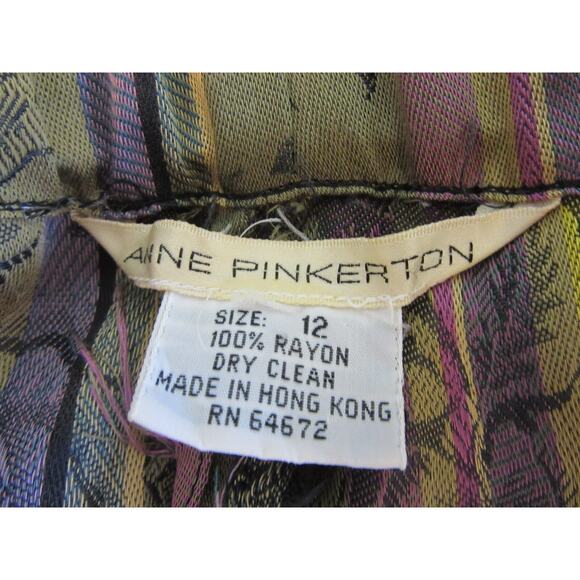 ANNE PINKERTON
SIZE: 12
100% RAYON
DRY CLEAN
MADE IN HONG KONG
RN 64672